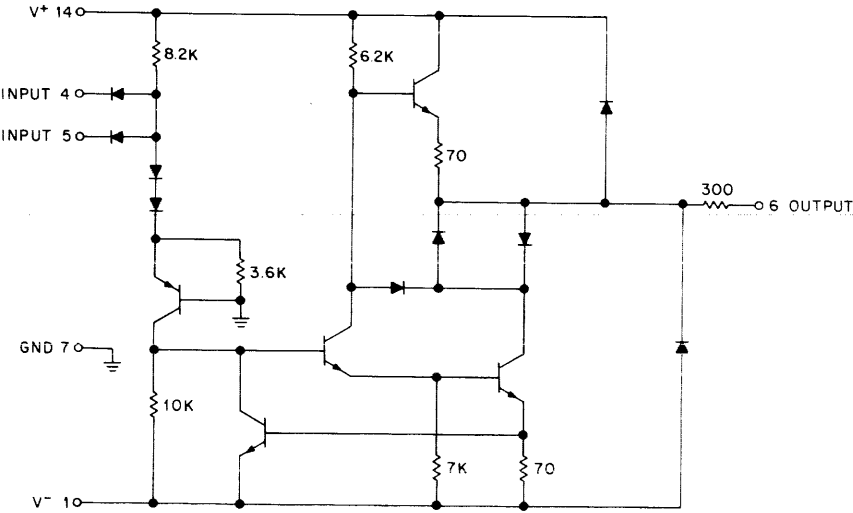 V+ 14
8.2K
6.2K
INPUT 4
INPUT 5
70
300
6 OUTPUT
3.6K
GND 7
10K
7K
70
V- 1